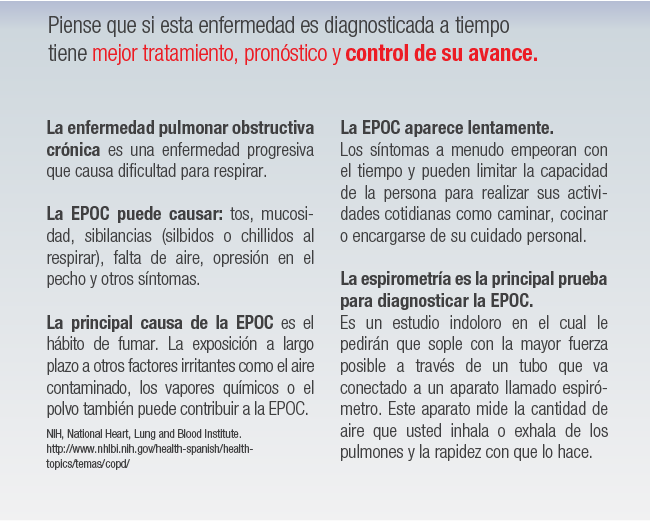 Piense que si esta enfermedad es diagnosticada a tiempo
tiene mejor tratamiento, pronóstico y control de su avance.
La enfermedad pulmonar obstructiva
crónica es una enfermedad progresiva
que causa dificultad para respirar.
La EPOC puede causar: tos, mucosi-
dad, sibilancias (silbidos o chillidos al
respirar), falta de aire, opresión en el
pecho y otros síntomas.
La principal causa de la EPOC es el
hábito de fumar. La exposición a largo
plazo a otros factores irritantes como el aire
contaminado, los vapores químicos o el
polvo también puede contribuir a la EPOC.
NIH, National Heart, Lung and Blood Institute.
http://www.nhlbi.nih.gov/health-spanish/health-
topics/temas/copd/
La EPOC aparece lentamente.
Los síntomas a menudo empeoran con
el tiempo y pueden limitar la capacidad
de la persona para realizar sus activi-
dades cotidianas como caminar, cocinar
o encargarse de su cuidado personal.
La espirometría es la principal prueba
para diagnosticar la EPOC.
Es un estudio indoloro en el cual le
pedirán que sople con la mayor fuerza
posible a través de un tubo que va
conectado a un aparato llamado espiró-
metro. Este aparato mide la cantidad de
aire que usted inhala o exhala de los
pulmones y la rapidez con que lo hace.